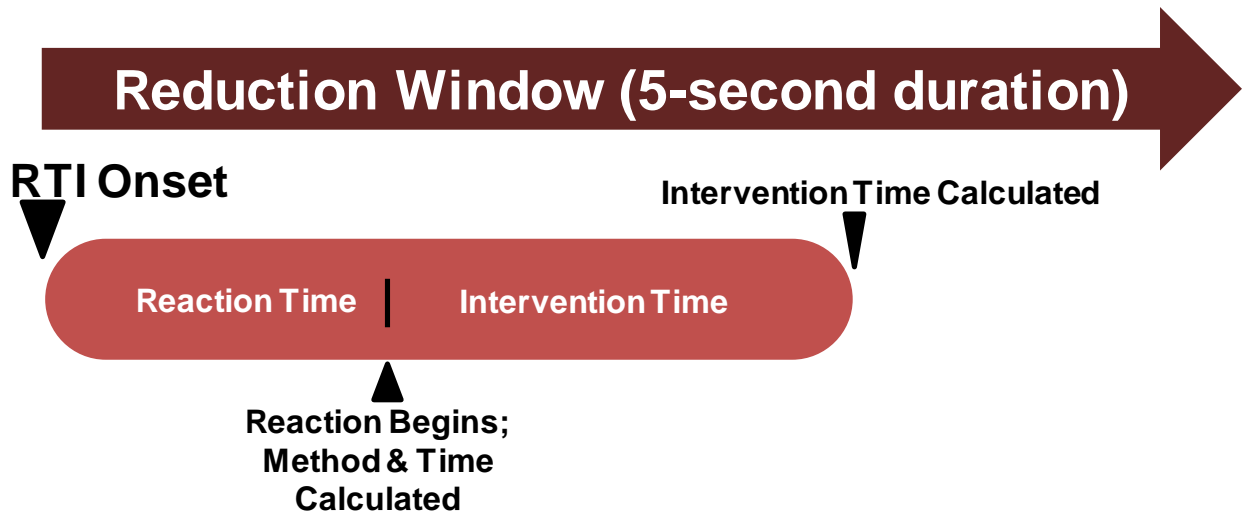 Reduction Window (5-second duration)
RTI Onset
Intervention Time Calculated
Reaction Time
Intervention Time
Reaction Begins;
Method & Time
Calculated